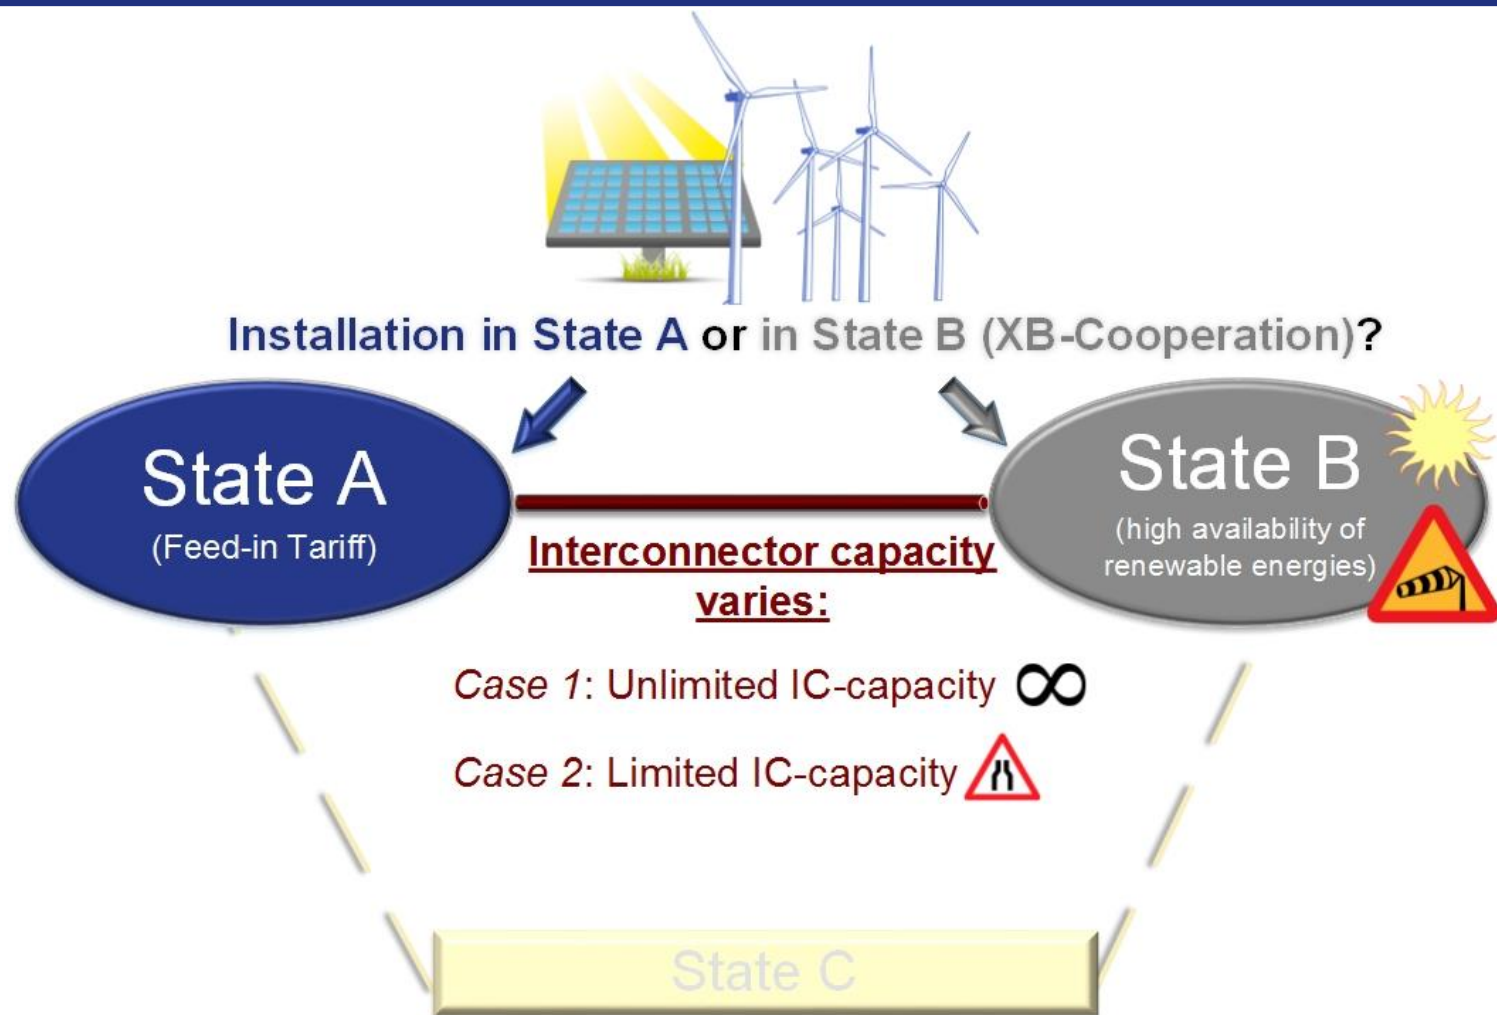 Installation in State A or in State B (XB-Cooperation)?
State A
(Feed-in Tariff)
State B
(high availability of
renewable energies)
Interconnector capacity
varies:
Case 1: Unlimited IC-capacity ∞
Case 2: Limited IC-capacity
State C